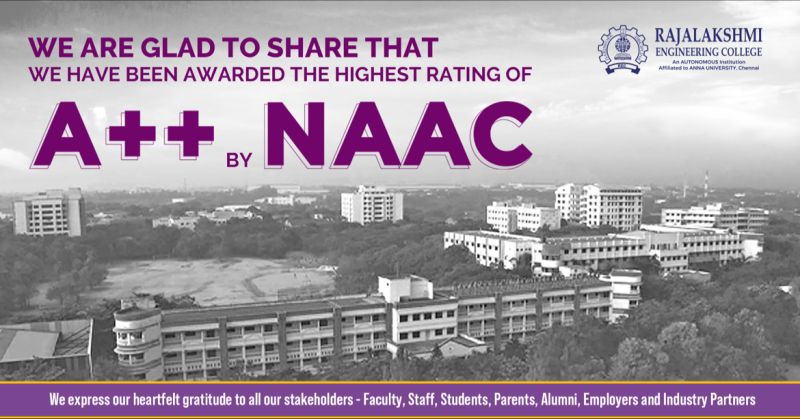 WE ARE GLAD TO SHARE THAT
WE HAVE BEEN AWARDED THE HIGHEST RATING OF
A++ BY NAAC
RAJALAKSHMI
ENGINEERING COLLEGE
An AUTONOMOUS Institution
Affiliated to ANNA UNIVERSITY, Chennai
We express our heartfelt gratitude to all our stakeholders - Faculty, Staff, Students, Parents, Alumni, Employers and Industry Partners